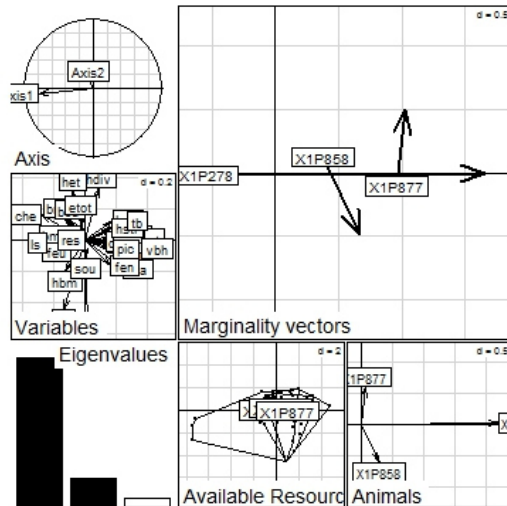 d = 0.5
Axis2
xis1
Axis
X1P858
X1P278
X1P877
Marginality vectors
d = 0.2
het
hdiv
etot
che
tb
ls
res
pic
vbh
feu
sou
fen
a
hbm
Variables
Eigenvalues
d = 2
X1P877
Available Resourc
d = 0.5
1P877
X
X1P858
Animals